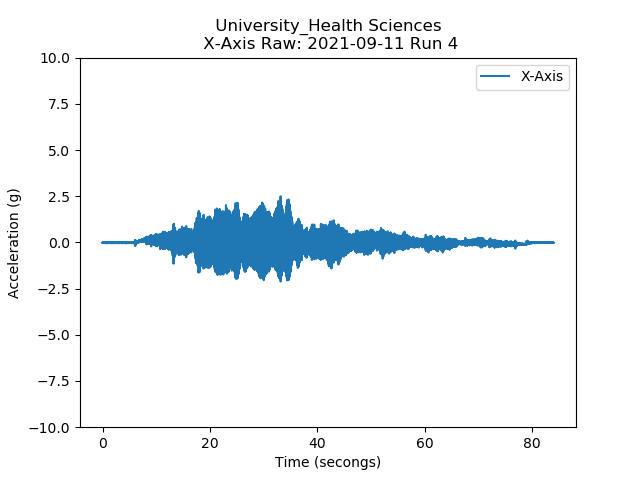 University_Health Sciences
X-Axis Raw: 2021-09-11 Run 4
X-Axis
10.0
7.5
5.0
2.5
0.0
−2.5
−5.0
−7.5
−10.0
Acceleration (g)
0 20 40 60 80
Time (secongs)